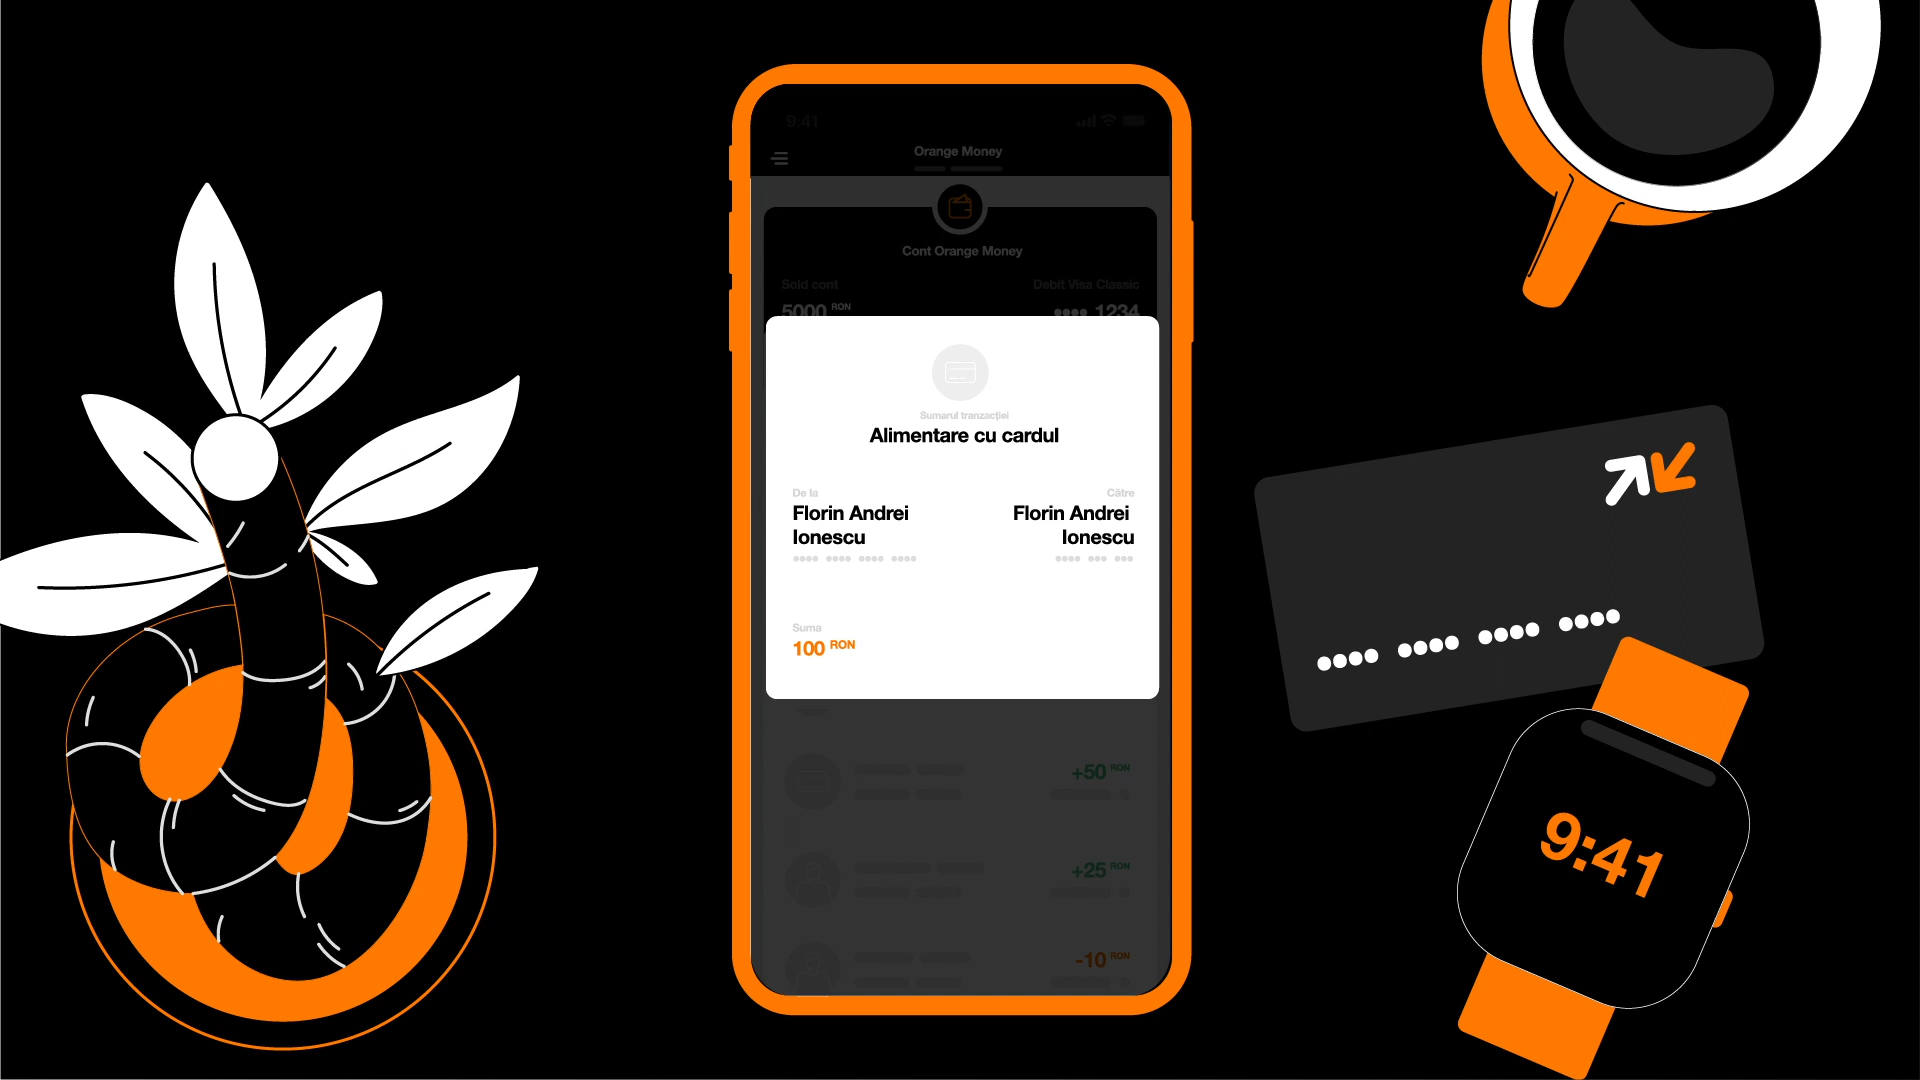 9:41
Orange Money
Cont Orange Money
Sold cont
Debit Visa Classic
5000 RON
•••• 1234
Sumarul tranzacției
Alimentare cu cardul
De la
Către
Florin Andrei
Ionescu
Florin Andrei
Ionescu
Suma
100 RON
+50 RON
+25 RON
-10 RON
9:41